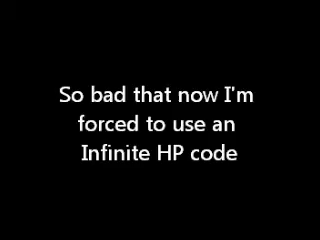 So bad that now I'm
forced to use an
Infinite HP code